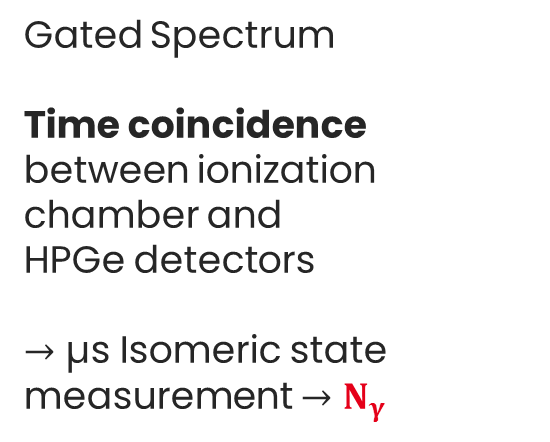 Gated Spectrum
Time coincidence
between ionization
chamber and
HPGe detectors
→ µs Isomeric state
measurement → Nᵧ